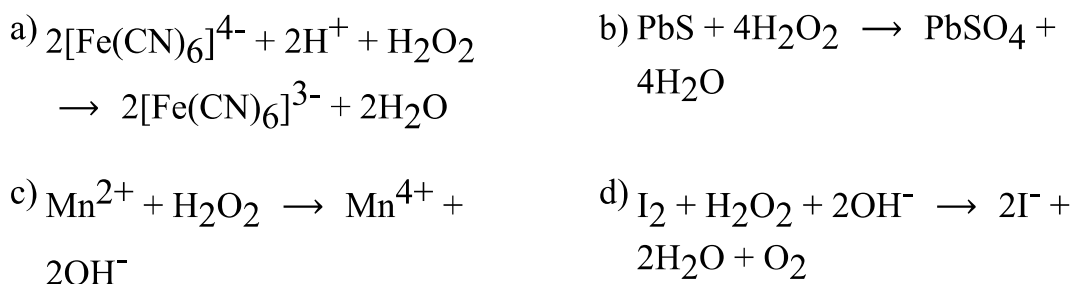 a) 2[Fe(CN)₆]⁴⁻ + 2H⁺ + H₂O₂
⟶ 2[Fe(CN)₆]³⁻ + 2H₂O
b) PbS + 4H₂O₂ ⟶ PbSO₄ +
4H₂O
c) Mn²⁺ + H₂O₂ ⟶ Mn⁴⁺ +
2OH⁻
d) I₂ + H₂O₂ + 2OH⁻ ⟶ 2I⁻ +
2H₂O + O₂